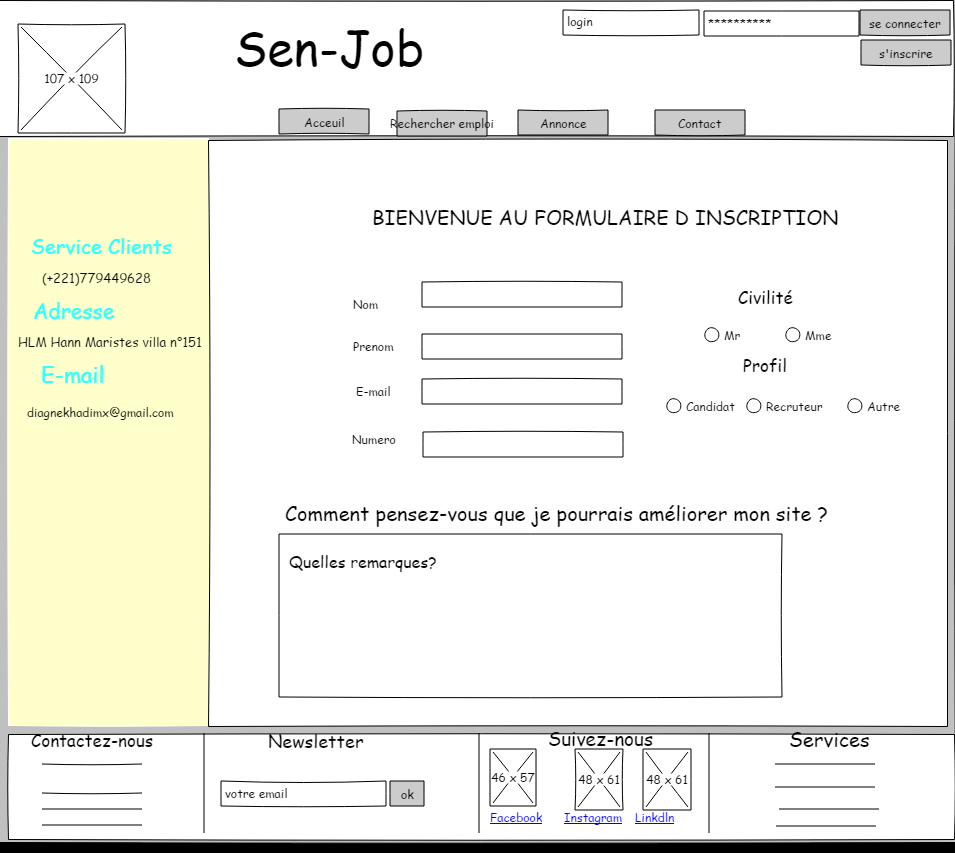 login
**********
se connecter
Sen-Job
s'inscrire
107 x 109
Acceuil
Rechercher emploi
Annonce
Contact
BIENVENUE AU FORMULAIRE D INSCRIPTION
Service Clients
(+221)779449628
Adresse
HLM Hann Maristes villa n°151
E-mail
diagnekhadimx@gmail.com
Nom
Prenom
E-mail
Numero
Civilité
Mr
Mme
Profil
Candidat
Recruteur
Autre
Comment pensez-vous que je pourrais améliorer mon site ?
Quelles remarques?
Contactez-nous
Newsletter
votre email
ok
Suivez-nous
46 x 57
48 x 61
48 x 61
Facebook
Instagram
LinkdIn
Services